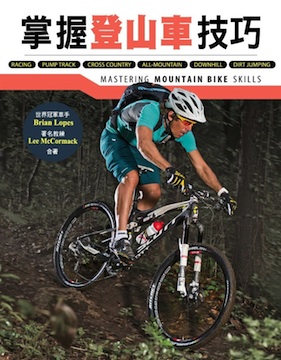 掌握登山車技巧
RACING PUMP TRACK CROSS COUNTRY ALL-MOUNTAIN DOWNHILL DIRT JUMPING
MASTERING MOUNTAIN BIKE SKILLS
世界冠軍車手
Brian Lopes
著名教練
Lee McCormack
合著